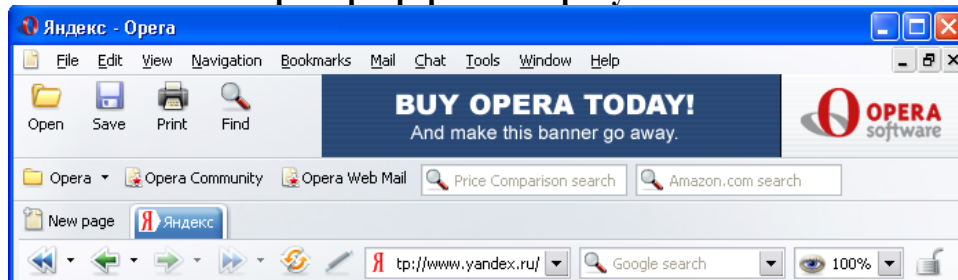 Яндекс - Opera
File Edit View Navigation Bookmarks Mail Chat Tools Window Help
Open Save Print Find
BUY OPERA TODAY!
And make this banner go away.
OPERA
software
Opera Opera Community Opera Web Mail Price Comparison search Amazon.com search
New page Я Яндекс
Я tp://www.yandex.ru/ Google search 100%